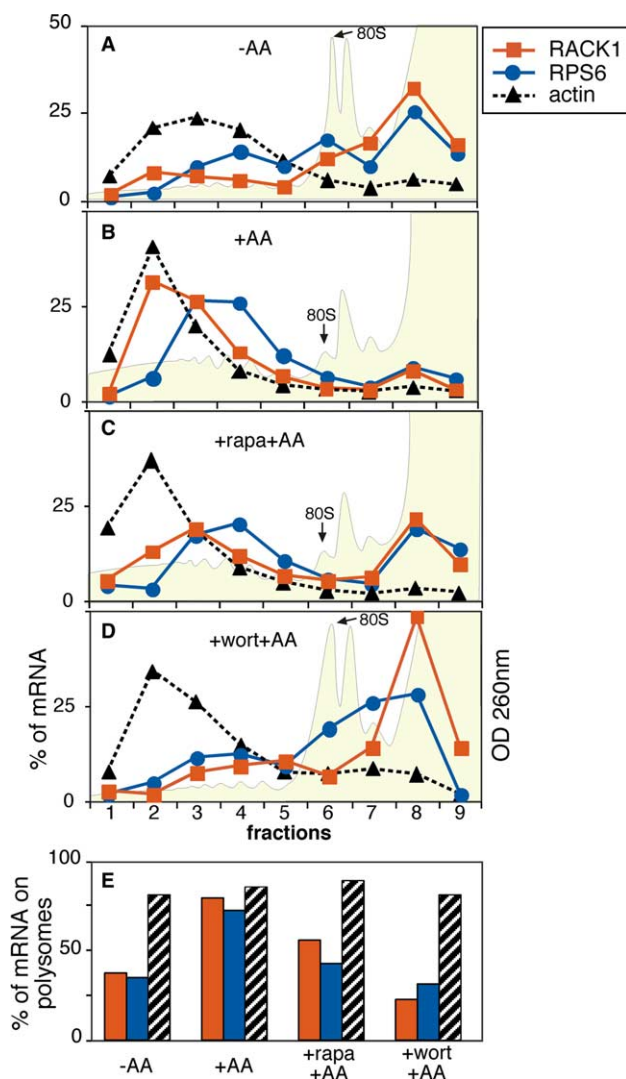 50
A
-AA
80S
RACK1
RPS6
actin
25
0
B
+AA
25
80S
0
C
+rapa+AA
25
80S
0
D
+wort+AA
80S
25
0
% of mRNA
OD 260nm
1 2 3 4 5 6 7 8 9
fractions
100
E
50
0
% of mRNA on
polysomes
-AA +AA +rapa +wort
+AA +AA